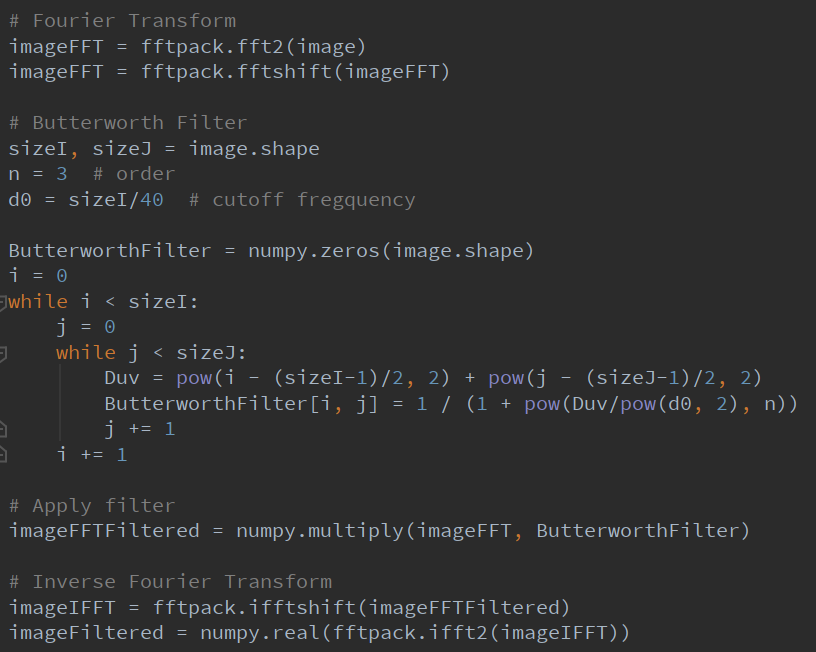 # Fourier Transform
imageFFT = fftpack.fft2(image)
imageFFT = fftpack.fftshift(imageFFT)
# Butterworth Filter
sizeI, sizeJ = image.shape
n = 3  # order
d0 = sizeI/40  # cutoff fregquency
ButterworthFilter = numpy.zeros(image.shape)
i = 0
while i < sizeI:
    j = 0
    while j < sizeJ:
        Duv = pow(i - (sizeI-1)/2, 2) + pow(j - (sizeJ-1)/2, 2)
        ButterworthFilter[i, j] = 1 / (1 + pow(Duv/pow(d0, 2), n))
        j += 1
    i += 1
# Apply filter
imageFFTFiltered = numpy.multiply(imageFFT, ButterworthFilter)
# Inverse Fourier Transform
imageIFFT = fftpack.ifftshift(imageFFTFiltered)
imageFiltered = numpy.real(fftpack.ifft2(imageIFFT))